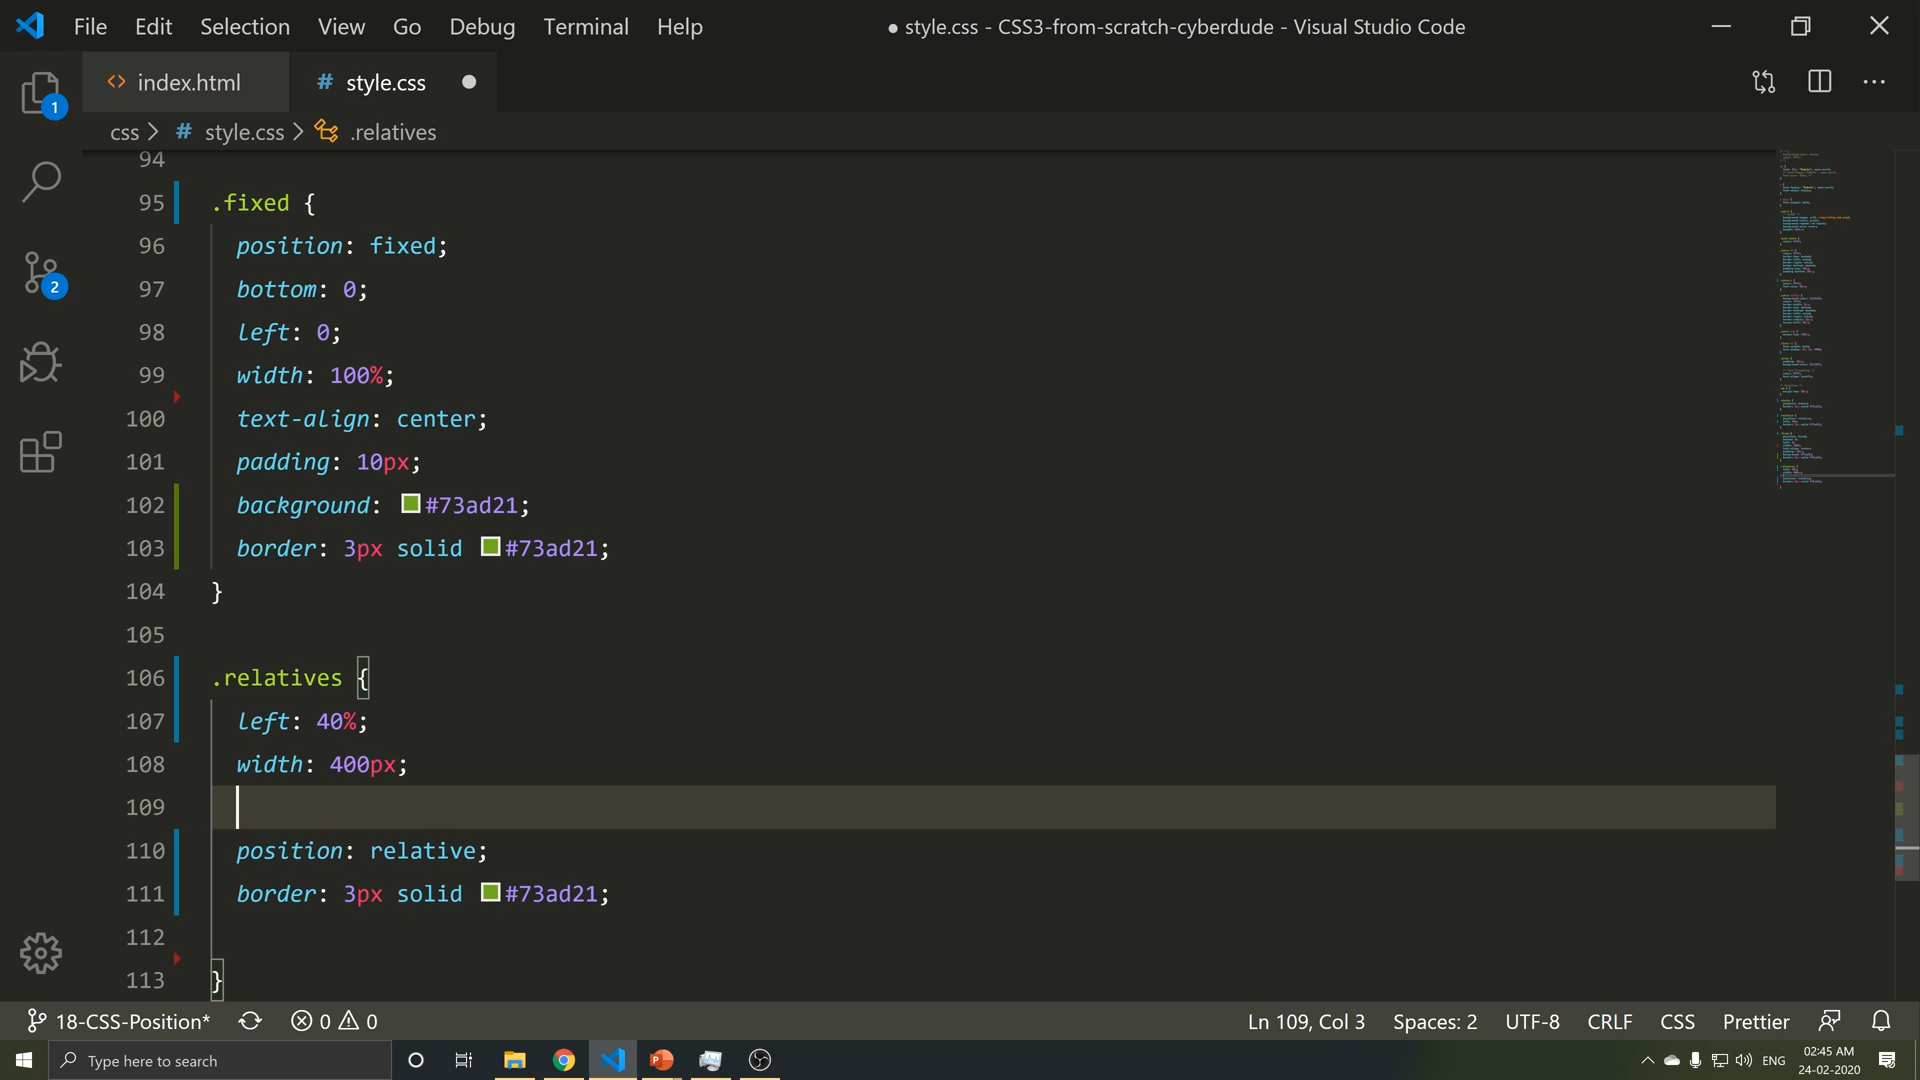 File Edit Selection View Go Debug Terminal Help
● style.css - CSS3-from-scratch-cyberdude - Visual Studio Code
index.html
# style.css
css > # style.css > .relatives
1
2
94
95 .fixed {
96 position: fixed;
97 bottom: 0;
98 left: 0;
99 width: 100%;
100 text-align: center;
101 padding: 10px;
102 background: #73ad21;
103 border: 3px solid #73ad21;
104 }
105
106 .relatives {
107 left: 40%;
108 width: 400px;
109
110 position: relative;
111 border: 3px solid #73ad21;
112
113 }
18-CSS-Position* 0 0
Ln 109, Col 3 Spaces: 2 UTF-8 CRLF CSS Prettier
Type here to search
ENG
02:45 AM
24-02-2020